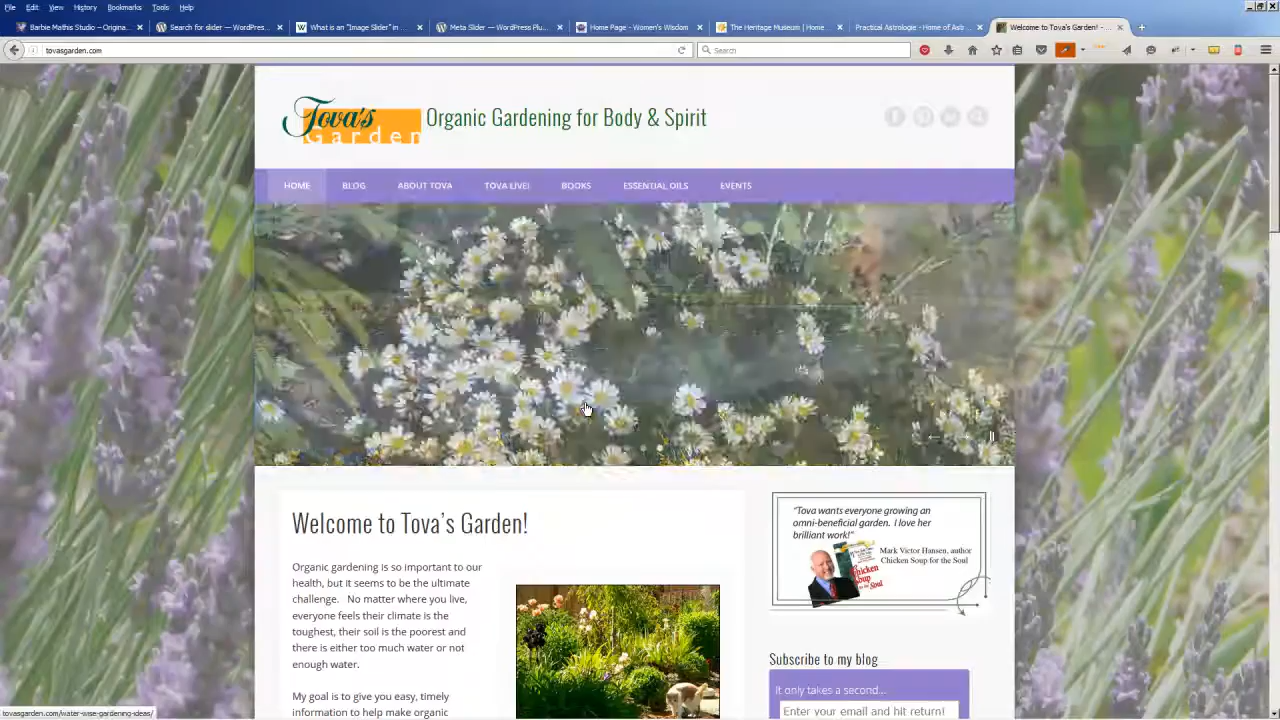 File Edit View History Bookmarks Tools Help
Barbie Mathis Studio – Origina... Search for slider — WordPres... What is an "Image Slider" in ... Meta Slider — WordPress Plu... Home Page - Women's Wisdom The Heritage Museum | Home ... Practical Astrologie - Home of Astr... Welcome to Tova's Garden! - ...
tovasgarden.com Search
Tova's
Garden
Organic Gardening for Body & Spirit
HOME BLOG ABOUT TOVA TOVA LIVE! BOOKS ESSENTIAL OILS EVENTS
Welcome to Tova's Garden!
Organic gardening is so important to our
health, but it seems to be the ultimate
challenge. No matter where you live,
everyone feels their climate is the
toughest, their soil is the poorest and
there is either too much water or not
enough water.
My goal is to give you easy, timely
information to help make organic
"Tova wants everyone growing an
omni-beneficial garden. I love her
brilliant work!"
Mark Victor Hansen, author
Chicken Soup for the Soul
Chicken
Soup
for the
Soul
Subscribe to my blog
It only takes a second...
Enter your email and hit return!
tovasgarden.com/water-wise-gardening-ideas/